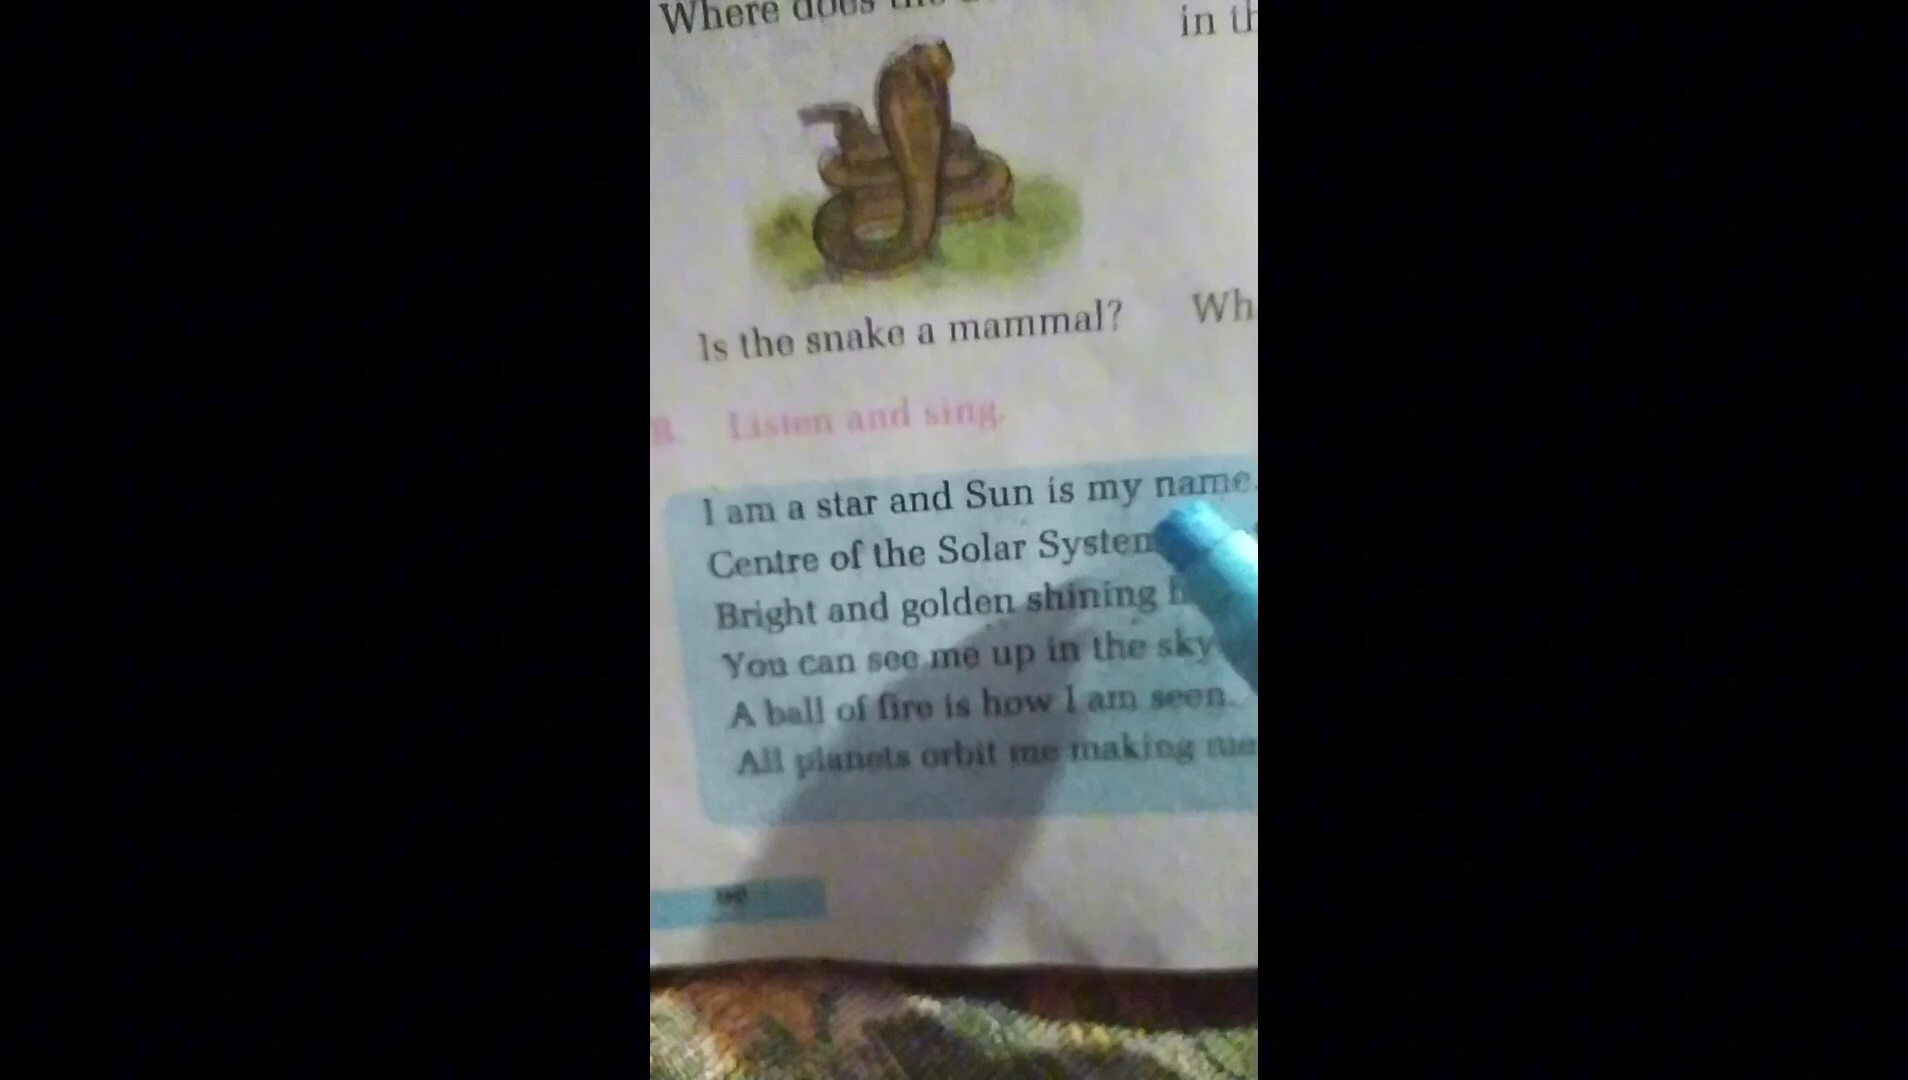 Where does the
in th
Is the snake a mammal?
Wh
B. Listen and sing.
I am a star and Sun is my name.
Centre of the Solar System
Bright and golden shining h
You can see me up in the sky
A ball of fire is how I am seen.
All planets orbit me making me